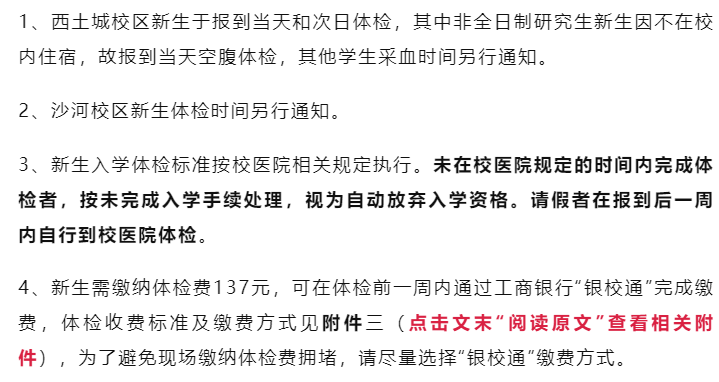 1、西土城校区新生于报到当天和次日体检，其中非全日制研究生新生因不在校
内住宿，故报到当天空腹体检，其他学生采血时间另行通知。
2、沙河校区新生体检时间另行通知。
3、新生入学体检标准按校医院相关规定执行。未在校医院规定的时间内完成体
检者，按未完成入学手续处理，视为自动放弃入学资格。请假者在报到后一周
内自行到校医院体检。
4、新生需缴纳体检费137元，可在体检前一周内通过工商银行“银校通”完成缴
费，体检收费标准及缴费方式见附件三（点击文末“阅读原文”查看相关附
件），为了避免现场缴纳体检费拥堵，请尽量选择“银校通”缴费方式。